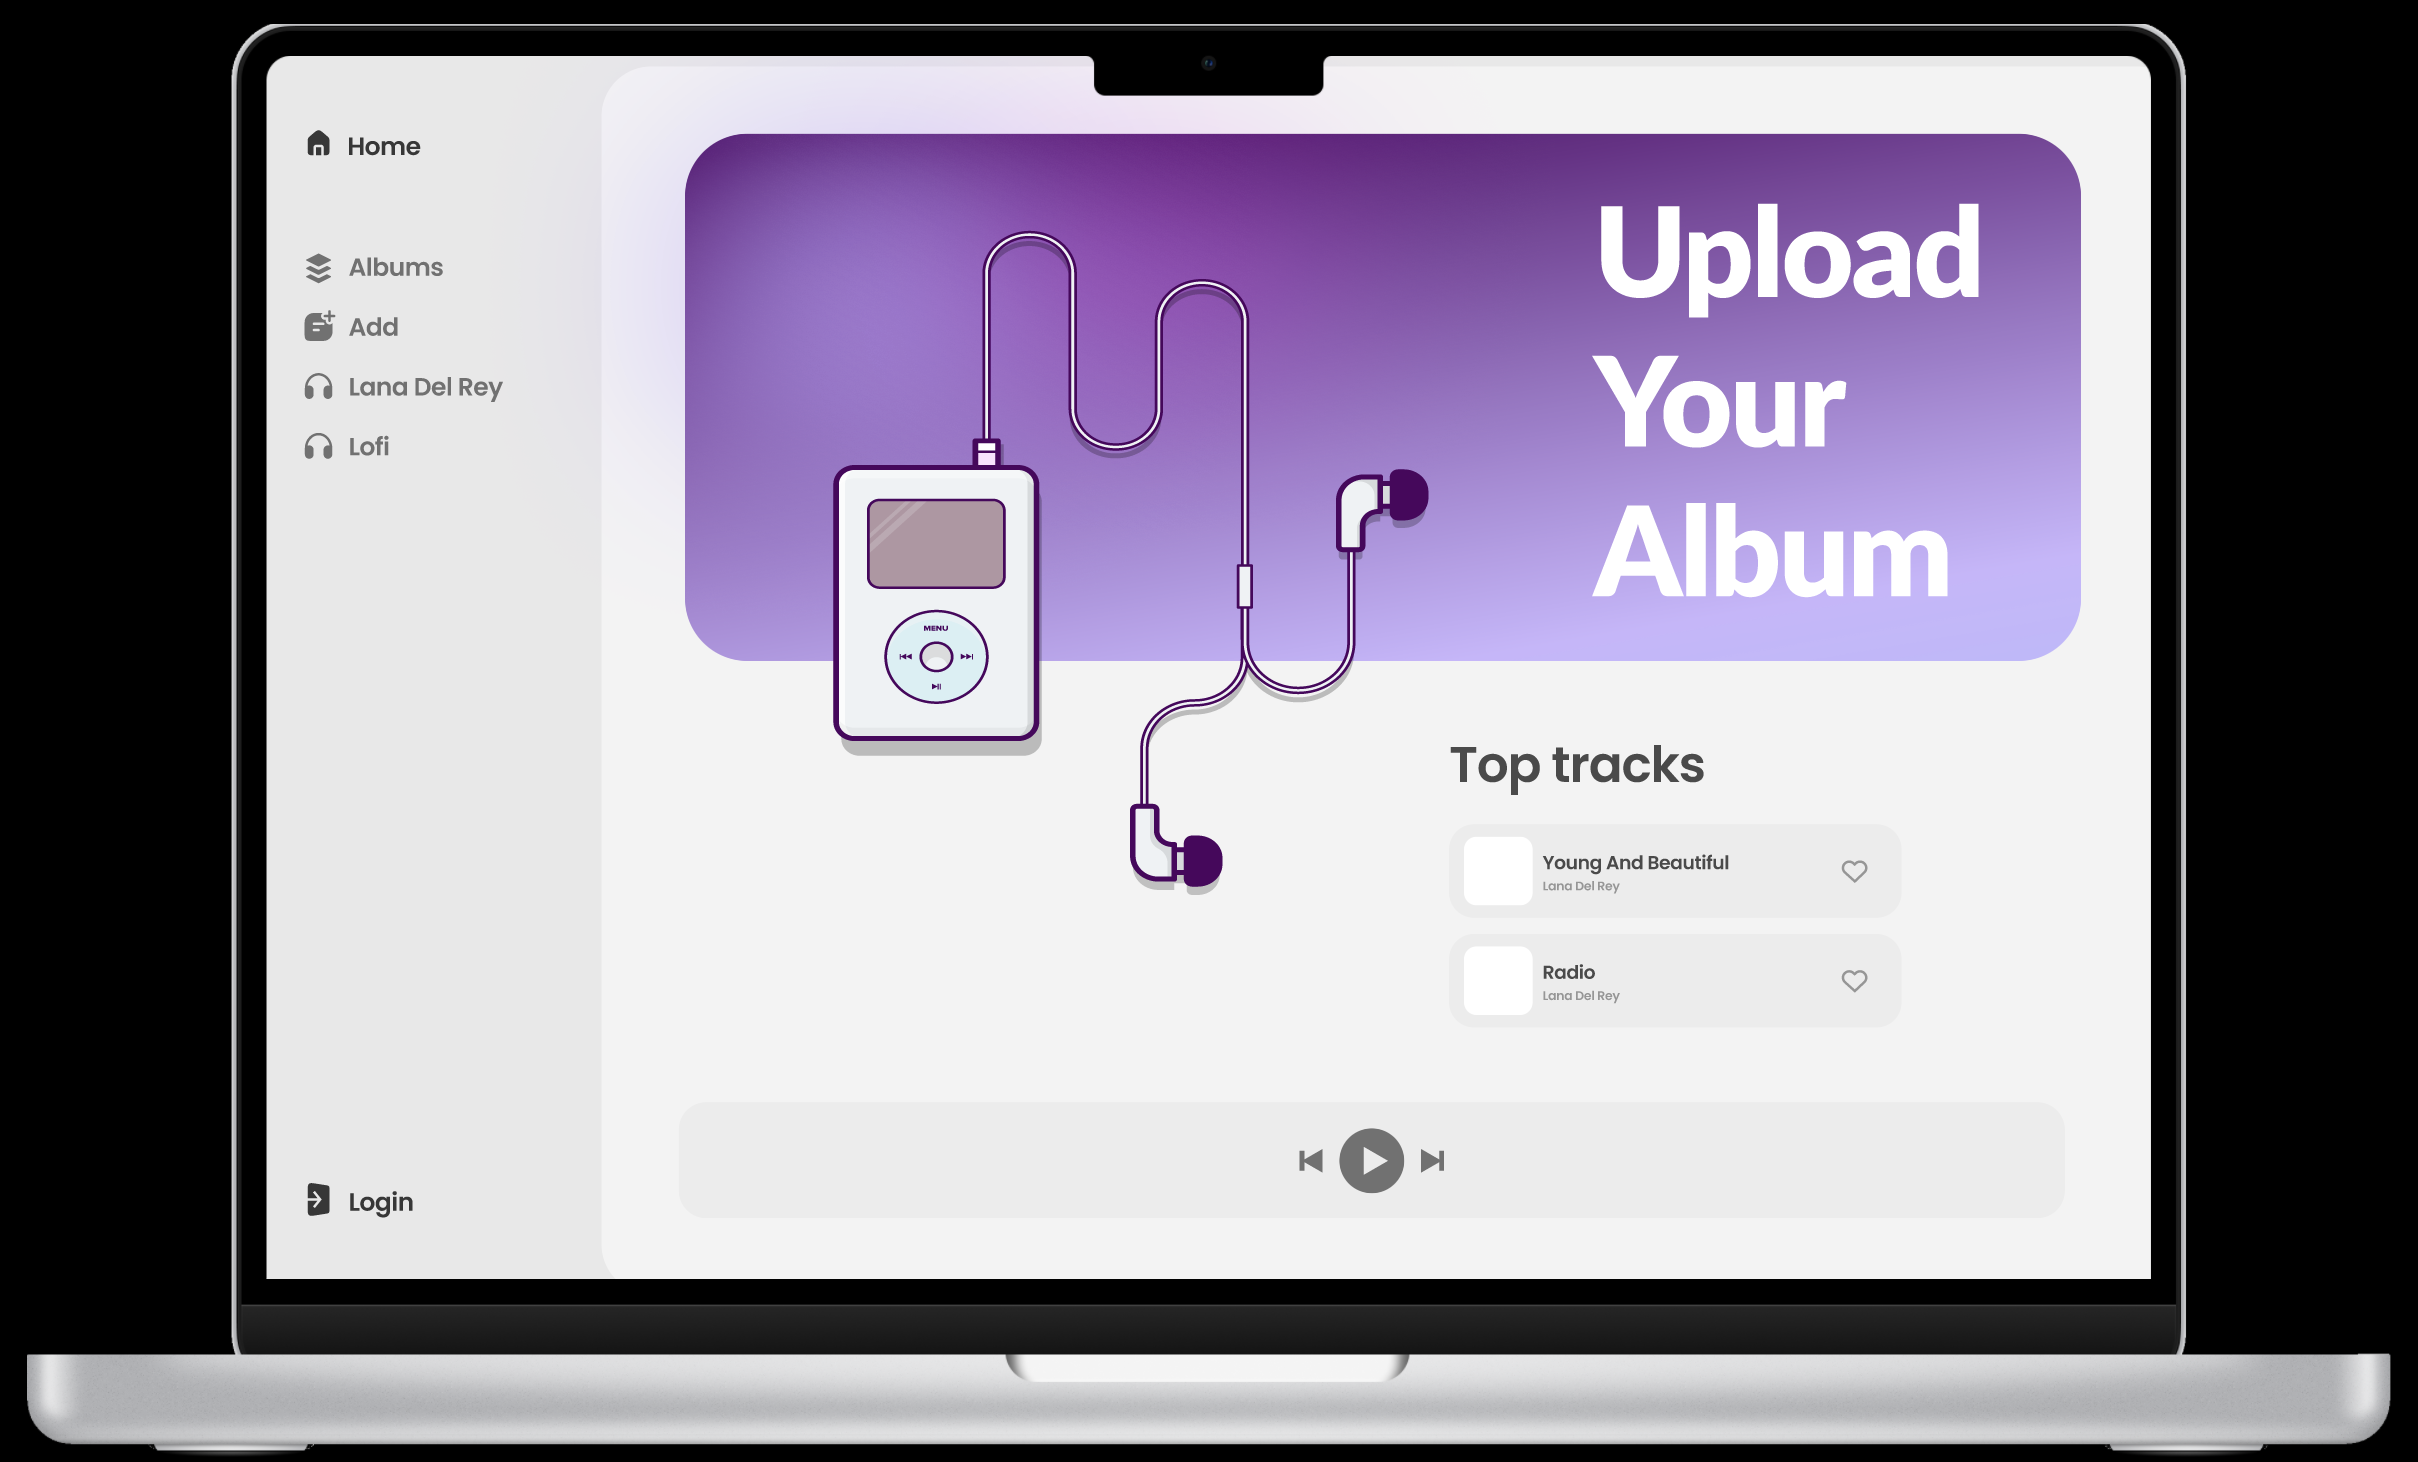 Home
Albums
Add
Lana Del Rey
Lofi
Login
Upload
Your
Album
MENU
Top tracks
Young And Beautiful
Lana Del Rey
Radio
Lana Del Rey